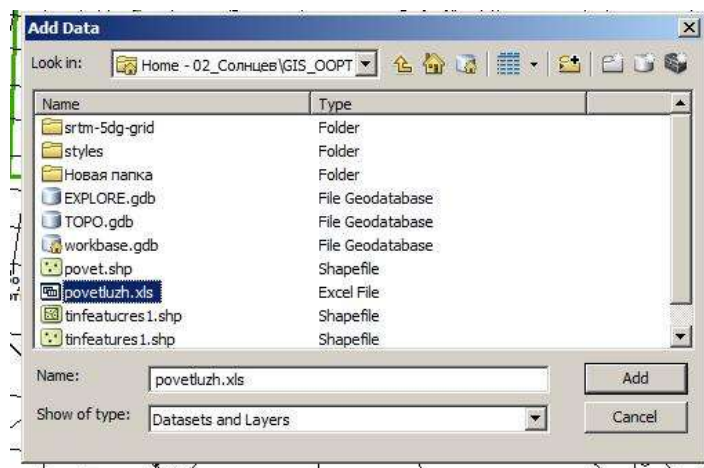 Add Data
Look in: Home - 02_Солнцев\GIS_OOPT
Name Type
srtm-5dg-grid Folder
styles Folder
Новая папка Folder
EXPLORE.gdb File Geodatabase
TOPO.gdb File Geodatabase
workbase.gdb File Geodatabase
povet.shp Shapefile
povetluzh.xls Excel File
tinfeatucres1.shp Shapefile
tinfeatures1.shp Shapefile
Name: povetluzh.xls Add
Show of type: Datasets and Layers Cancel